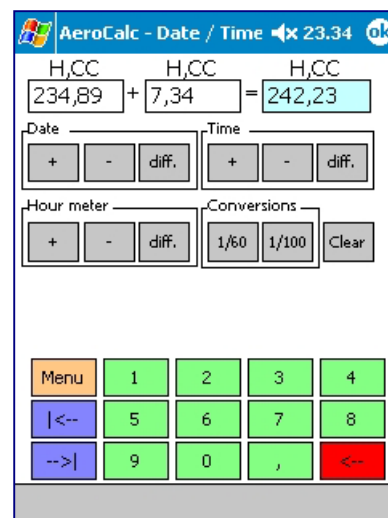 AeroCalc - Date / Time 23.34 ok
H,CC H,CC H,CC
234,89 + 7,34 = 242,23
Date Time
+ - diff. + - diff.
Hour meter Conversions
+ - diff. 1/60 1/100 Clear
Menu 1 2 3 4
|<-- 5 6 7 8
-->| 9 0 , <--